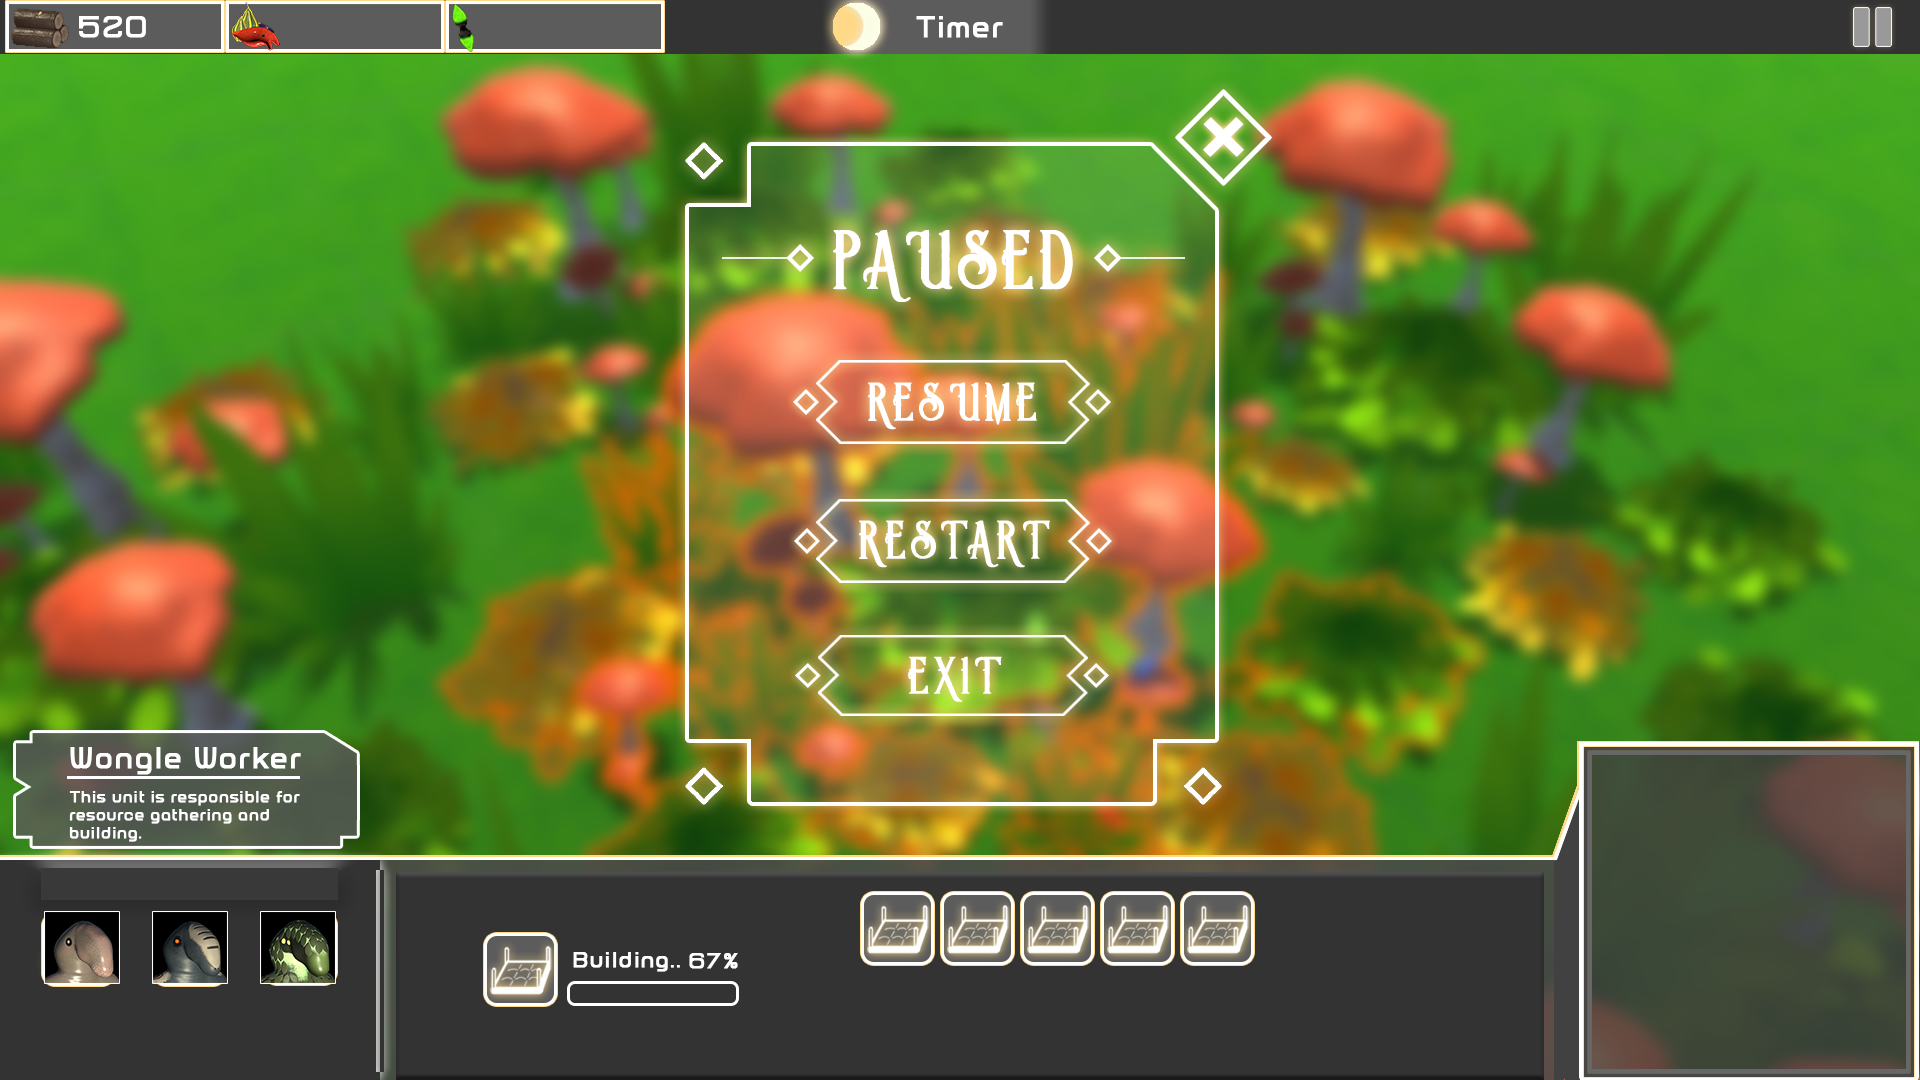 520
Timer
PAUSED
RESUME
RESTART
EXIT
Wongle Worker
This unit is responsible for
resource gathering and
building.
Building.. 67%